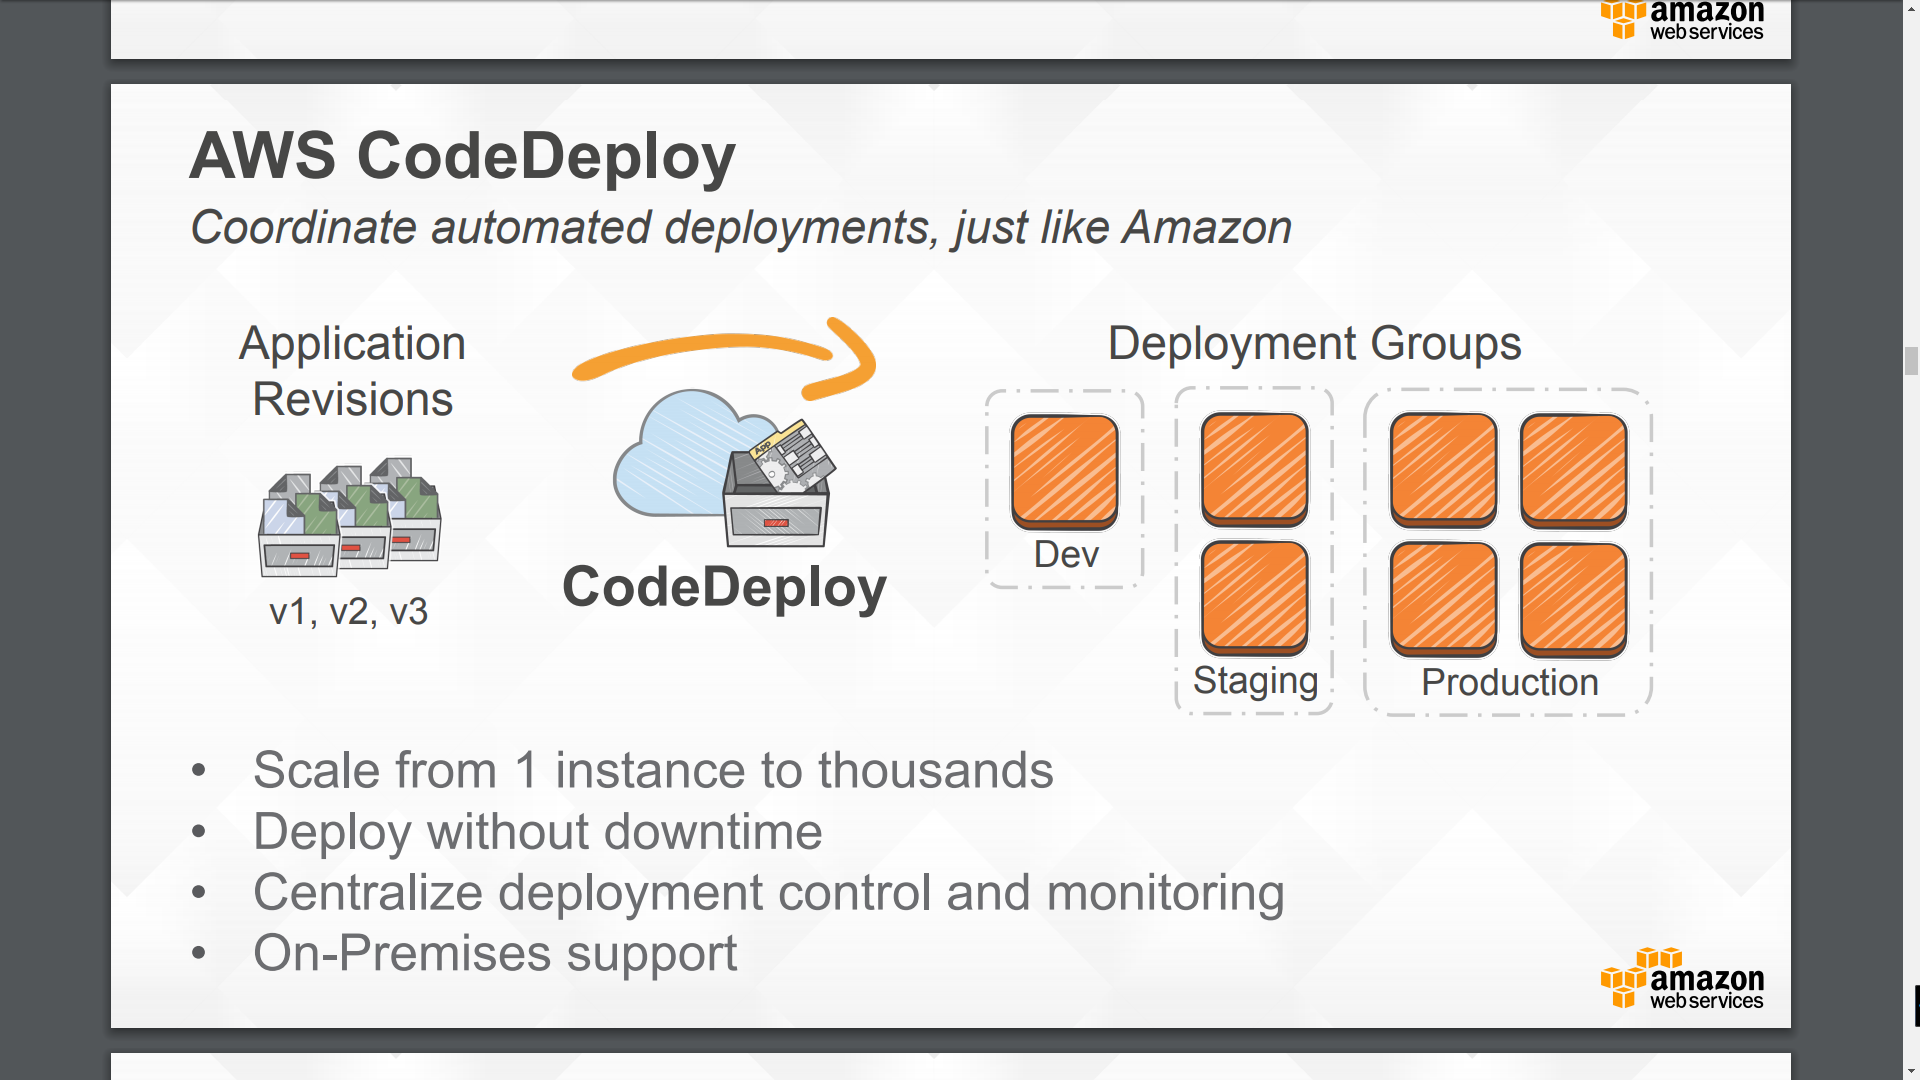 amazon
web services
AWS CodeDeploy
Coordinate automated deployments, just like Amazon
Application
Revisions
v1, v2, v3
App
CodeDeploy
Deployment Groups
Dev
Staging
Production
• Scale from 1 instance to thousands
• Deploy without downtime
• Centralize deployment control and monitoring
• On-Premises support
amazon
web services